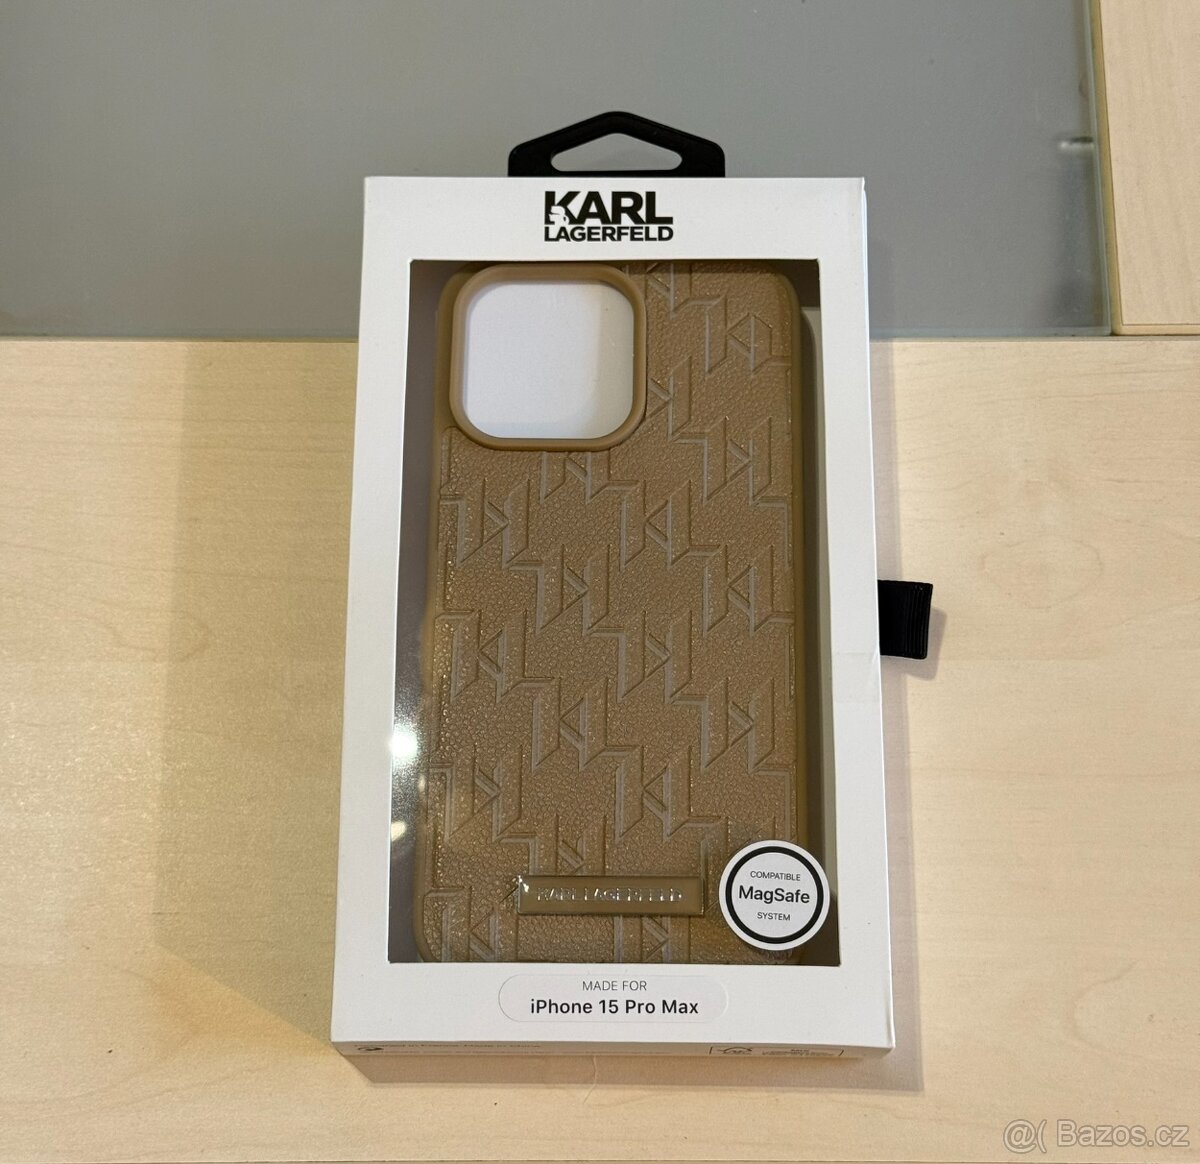 KARL
LAGERFELD
KARL LAGERFELD
COMPATIBLE
MagSafe
SYSTEM
MADE FOR
iPhone 15 Pro Max
@( Bazos.cz